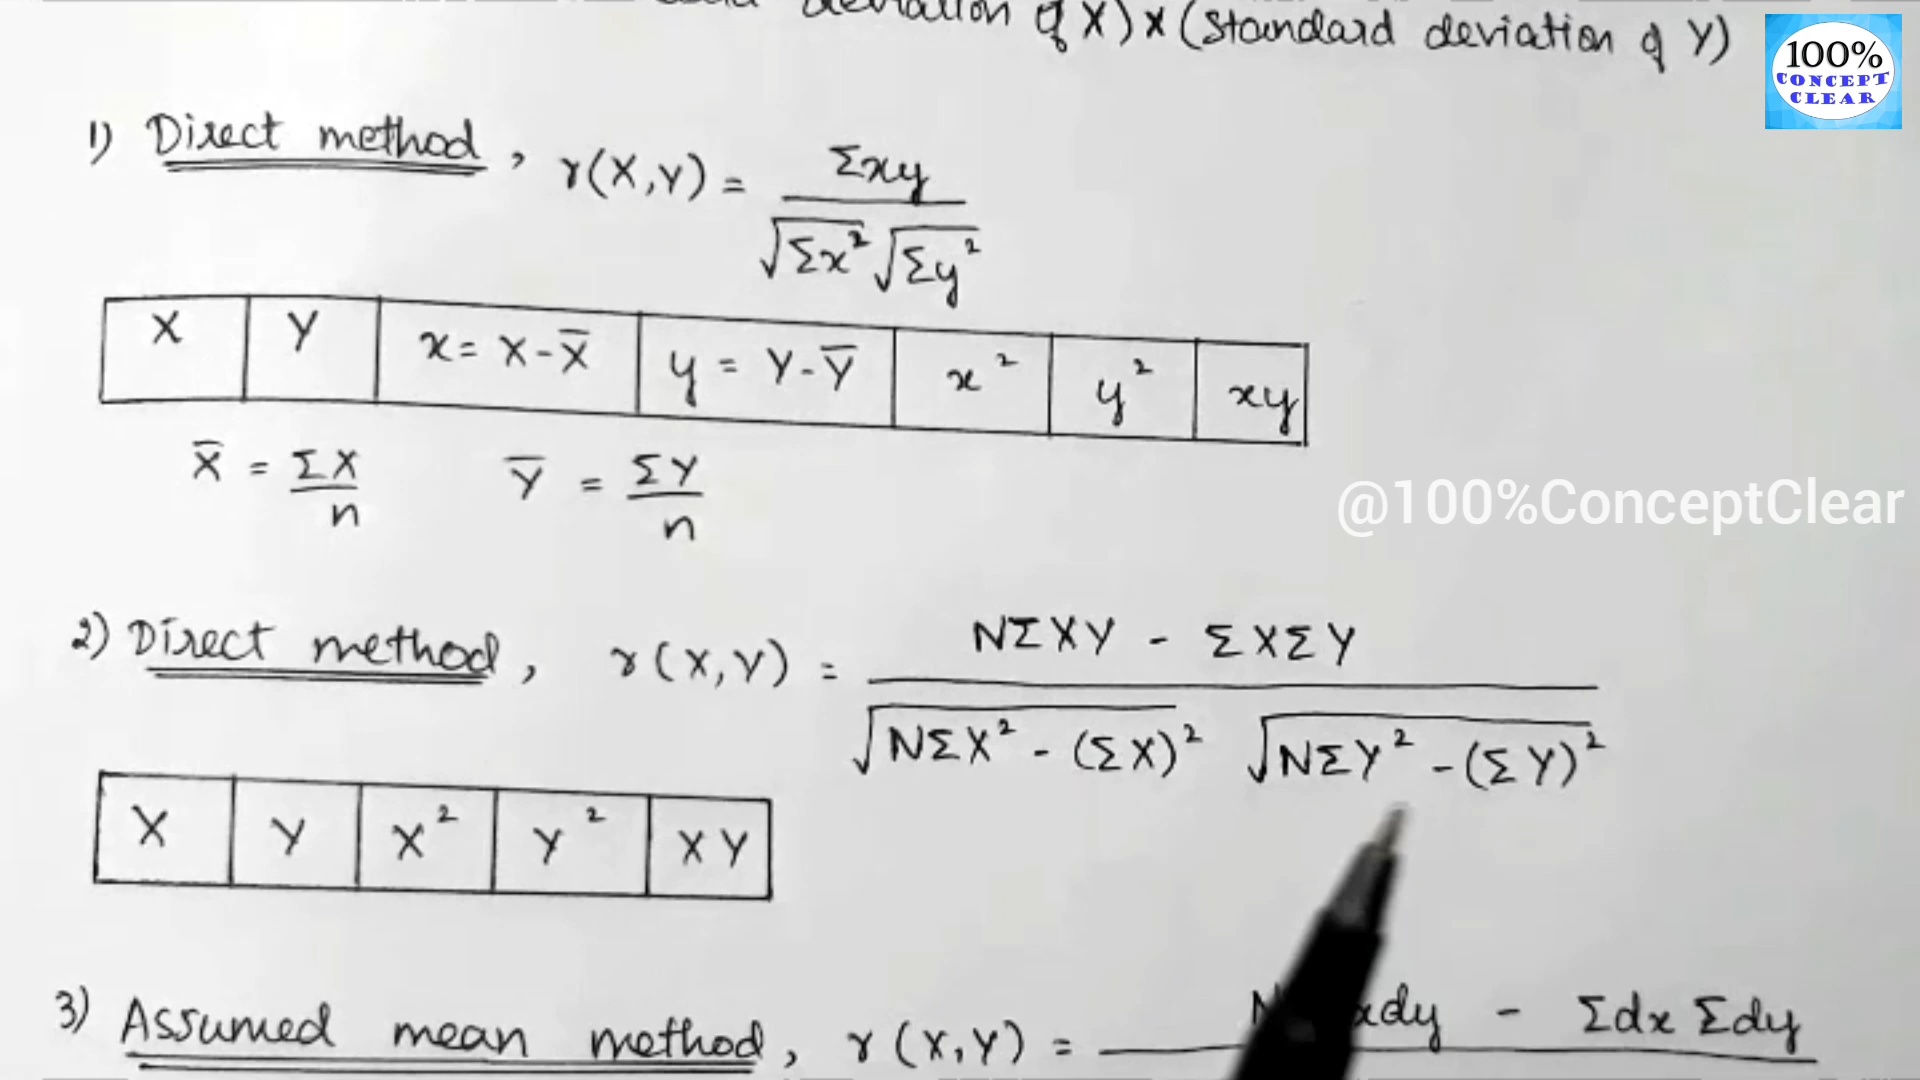 deviation of X) x (Standard deviation of Y)
100%
CONCEPT
CLEAR
1) Direct method, r(X,Y) = Σxy
√Σx² √Σy²
X Y x = X - X̅ y = Y - Y̅ x² y² xy
X̅ = ΣX Y̅ = ΣY
n n
@100%ConceptClear
2) Direct method, r(X,Y) = NΣXY - ΣXΣY
√NΣX² - (ΣX)² √NΣY² - (ΣY)²
X Y X² Y² XY
3) Assumed mean method, r(X,Y) = N dy - Σdx Σdy